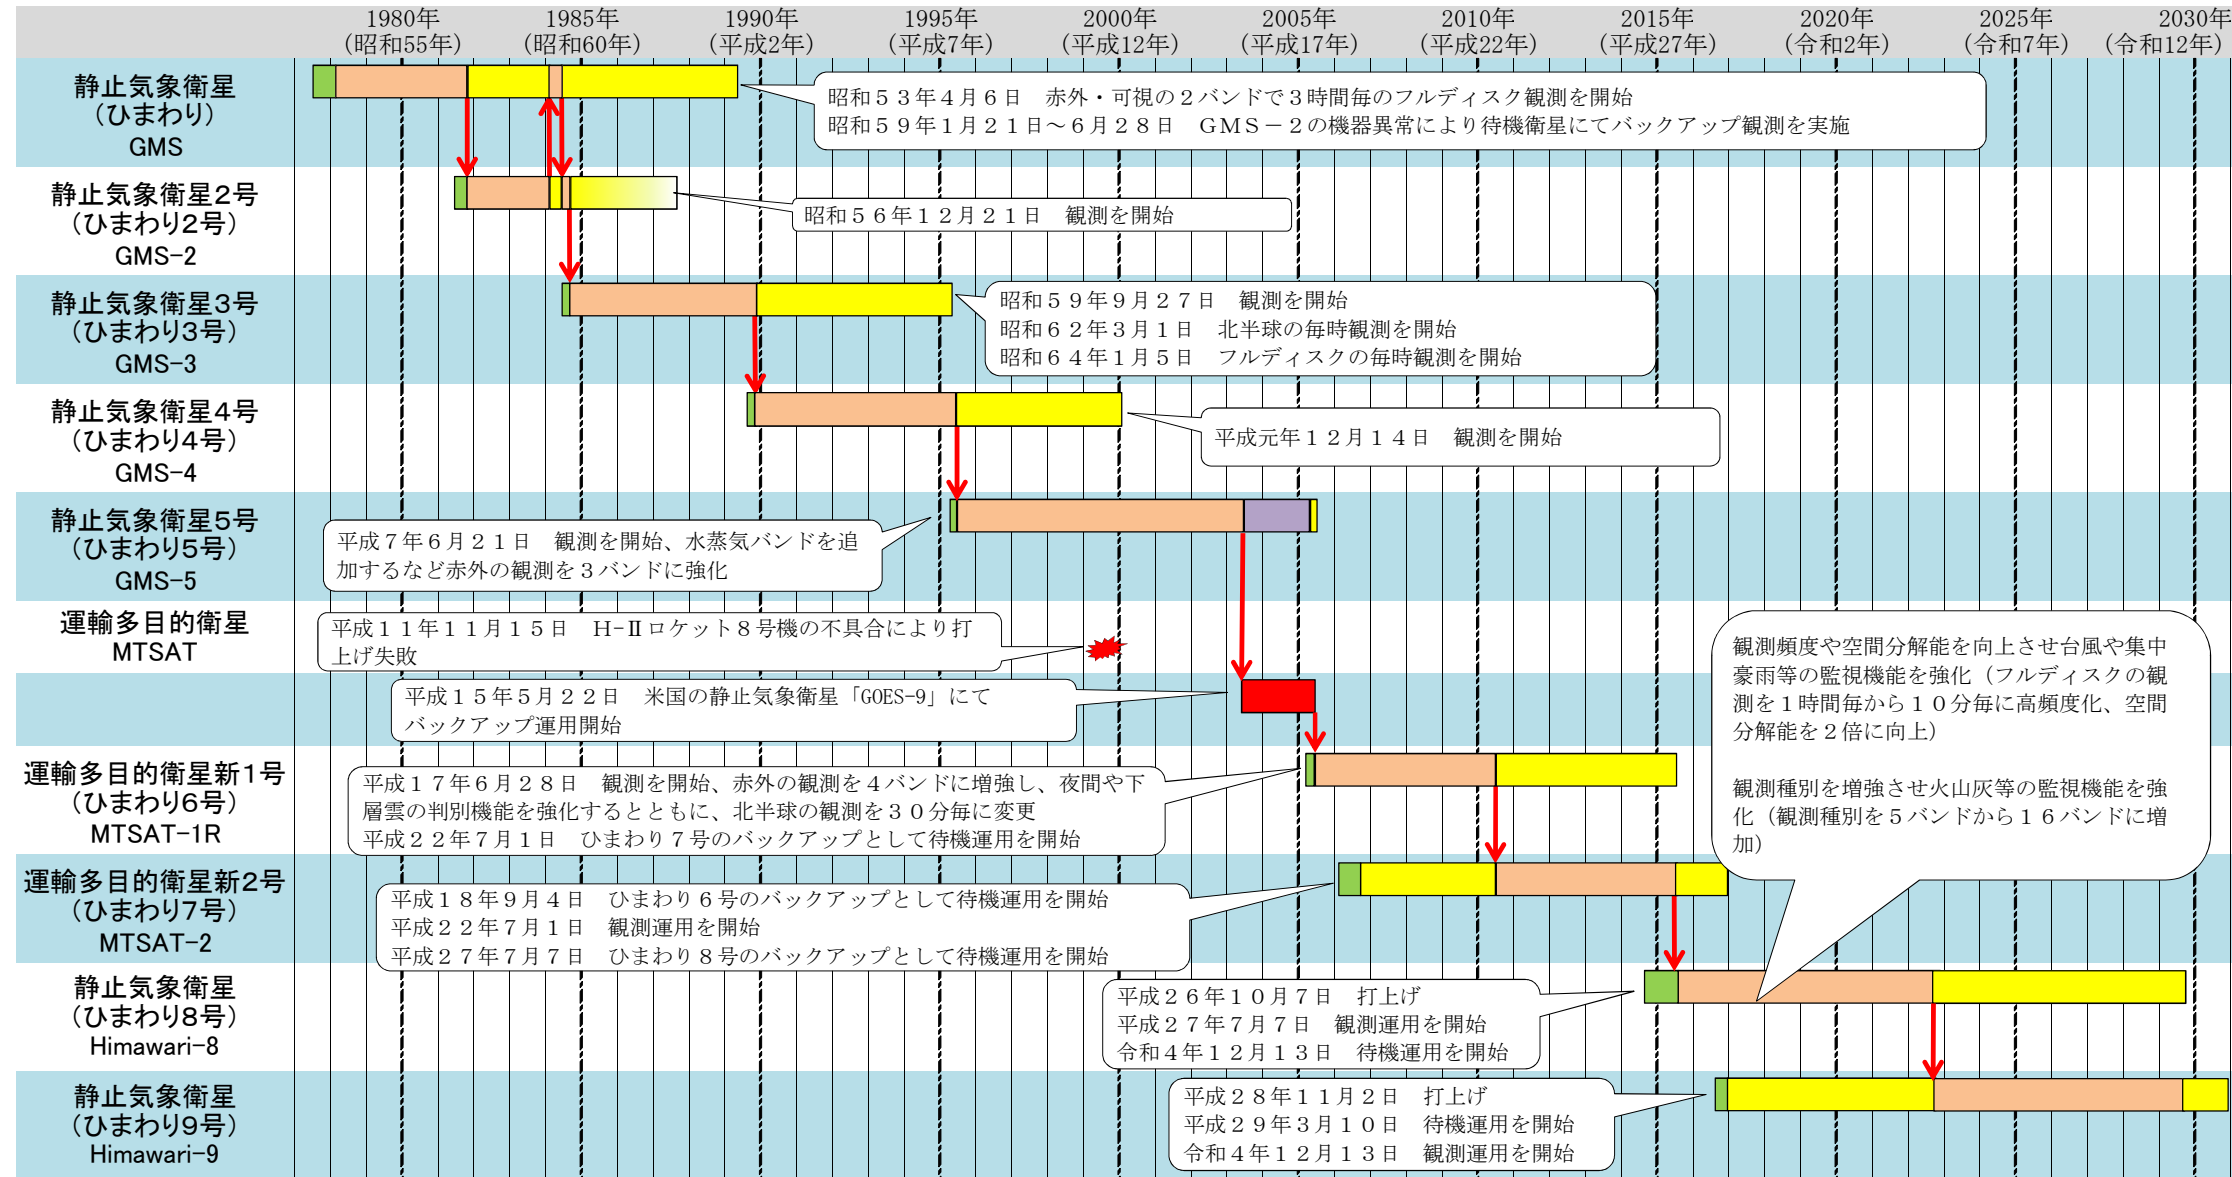 1980年 1985年 1990年 1995年 2000年 2005年 2010年 2015年 2020年 2025年 2030年
(昭和55年) (昭和60年) (平成2年) (平成7年) (平成12年) (平成17年) (平成22年) (平成27年) (令和2年) (令和7年) (令和12年)
静止気象衛星
(ひまわり)
GMS
昭和５３年４月６日　赤外・可視の２バンドで３時間毎のフルディスク観測を開始
昭和５９年１月２１日～６月２８日　ＧＭＳ－２の機器異常により待機衛星にてバックアップ観測を実施
静止気象衛星2号
(ひまわり2号)
GMS-2
昭和５６年１２月２１日　観測を開始
静止気象衛星3号
(ひまわり3号)
GMS-3
昭和５９年９月２７日　観測を開始
昭和６２年３月１日　北半球の毎時観測を開始
昭和６４年１月５日　フルディスクの毎時観測を開始
静止気象衛星4号
(ひまわり4号)
GMS-4
平成元年１２月１４日　観測を開始
静止気象衛星5号
(ひまわり5号)
GMS-5
平成７年６月２１日　観測を開始、水蒸気バンドを追
加するなど赤外の観測を３バンドに強化
運輸多目的衛星
MTSAT
平成１１年１１月１５日　H-Ⅱロケット８号機の不具合により打
上げ失敗
平成１５年５月２２日　米国の静止気象衛星「GOES-9」にて
バックアップ運用開始
観測頻度や空間分解能を向上させ台風や集中
豪雨等の監視機能を強化（フルディスクの観
測を１時間毎から１０分毎に高頻度化、空間
分解能を２倍に向上）
観測種別を増強させ火山灰等の監視機能を強
化（観測種別を５バンドから１６バンドに増
加）
運輸多目的衛星新1号
(ひまわり6号)
MTSAT-1R
平成１７年６月２８日　観測を開始、赤外の観測を４バンドに増強し、夜間や下
層雲の判別機能を強化するとともに、北半球の観測を３０分毎に変更
平成２２年７月１日　ひまわり７号のバックアップとして待機運用を開始
運輸多目的衛星新2号
(ひまわり7号)
MTSAT-2
平成１８年９月４日　ひまわり６号のバックアップとして待機運用を開始
平成２２年７月１日　観測運用を開始
平成２７年７月７日　ひまわり８号のバックアップとして待機運用を開始
静止気象衛星
(ひまわり8号)
Himawari-8
平成２６年１０月７日　打上げ
平成２７年７月７日　観測運用を開始
令和４年１２月１３日　待機運用を開始
静止気象衛星
(ひまわり9号)
Himawari-9
平成２８年１１月２日　打上げ
平成２９年３月１０日　待機運用を開始
令和４年１２月１３日　観測運用を開始